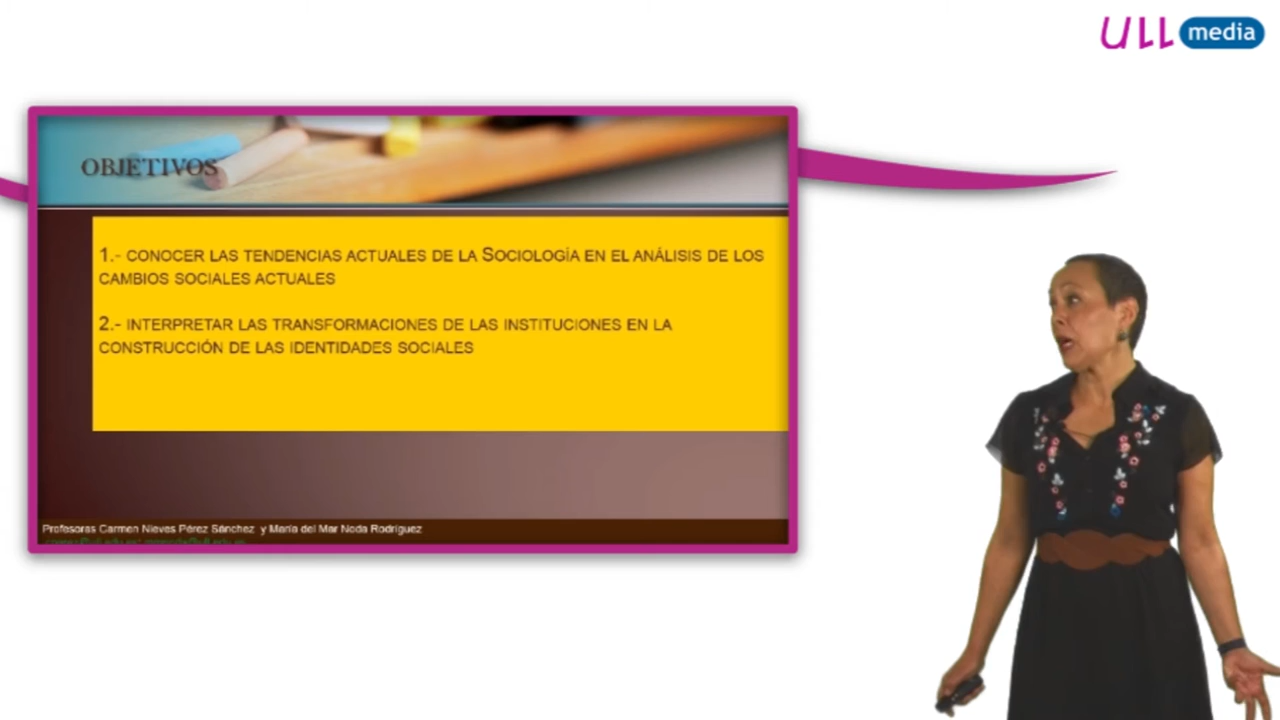 ULL media
OBJETIVOS
1.- CONOCER LAS TENDENCIAS ACTUALES DE LA SOCIOLOGÍA EN EL ANÁLISIS DE LOS
CAMBIOS SOCIALES ACTUALES
2.- INTERPRETAR LAS TRANSFORMACIONES DE LAS INSTITUCIONES EN LA
CONSTRUCCIÓN DE LAS IDENTIDADES SOCIALES
Profesoras Carmen Nieves Pérez Sánchez y María del Mar Noda Rodríguez